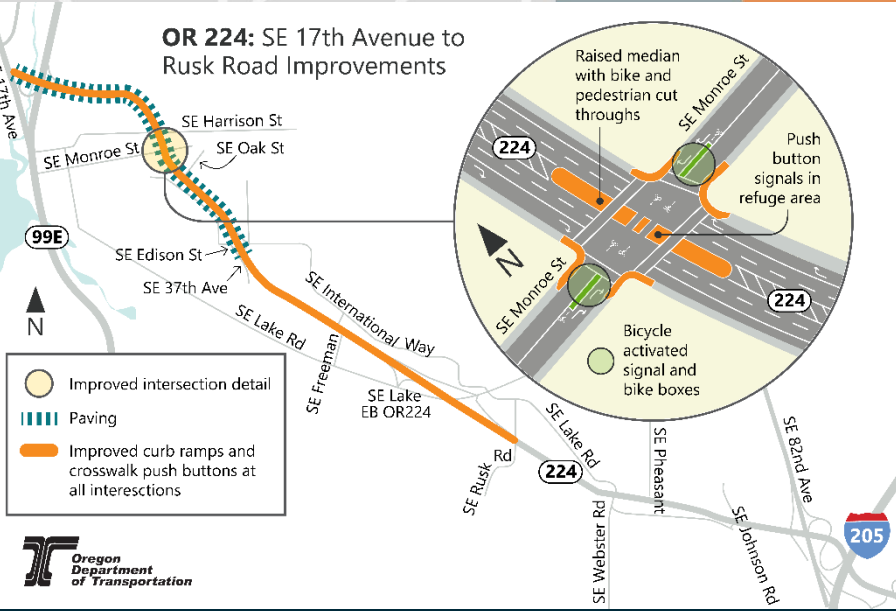 OR 224: SE 17th Avenue to
Rusk Road Improvements
17th Ave
SE Harrison St
SE Monroe St
SE Oak St
99E
SE Edison St
SE 37th Ave
N
SE International Way
SE Lake Rd
SE Freeman
SE Lake
EB OR224
SE Rusk
Rd
224
SE Lake Rd
SE Pheasant
SE Webster Rd
SE Johnson Rd
SE 82nd Ave
205
Raised median
with bike and
pedestrian cut
throughs
SE Monroe St
Push
button
signals in
refuge area
224
N
SE Monroe St
224
Bicycle
activated
signal and
bike boxes
Improved intersection detail
Paving
Improved curb ramps and
crosswalk push buttons at
all interesctions
Oregon
Department
of Transportation